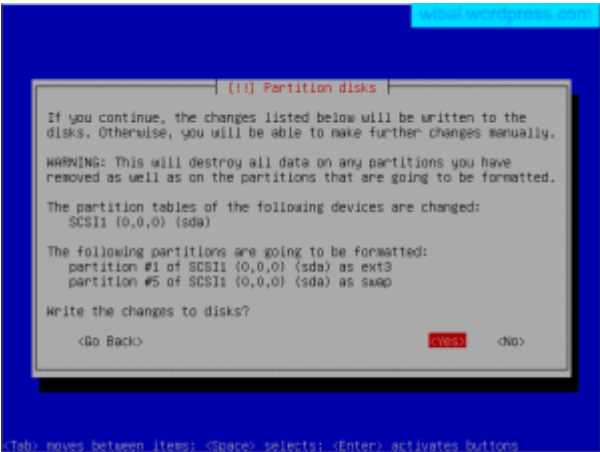 wibai.wordpress.com
[!!] Partition disks
If you continue, the changes listed below will be written to the
disks. Otherwise, you will be able to make further changes manually.
WARNING: This will destroy all data on any partitions you have
removed as well as on the partitions that are going to be formatted.
The partition tables of the following devices are changed:
SCSI1 (0,0,0) (sda)
The following partitions are going to be formatted:
partition #1 of SCSI1 (0,0,0) (sda) as ext3
partition #5 of SCSI1 (0,0,0) (sda) as swap
Write the changes to disks?
<Go Back> <Yes> <No>
<Tab> moves between items; <Space> selects; <Enter> activates buttons